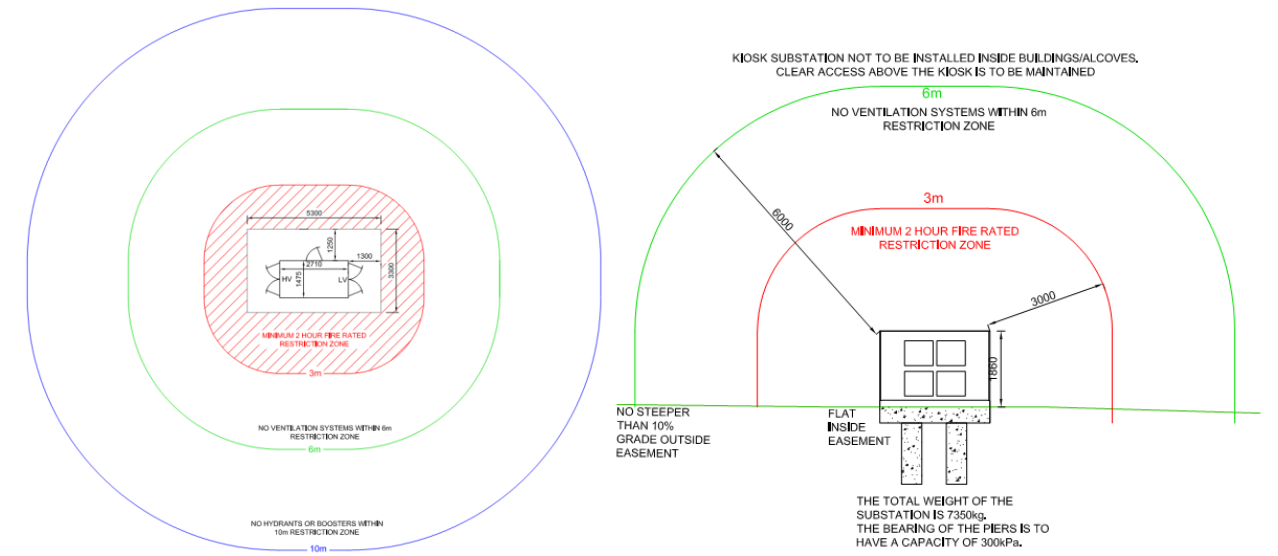 5300
1250
2710
1300
3300
HV
1475
LV
MINIMUM 2 HOUR FIRE RATED
RESTRICTION ZONE
3m
NO VENTILATION SYSTEMS WITHIN 6m
RESTRICTION ZONE
6m
NO HYDRANTS OR BOOSTERS WITHIN
10m RESTRICTION ZONE
10m
KIOSK SUBSTATION NOT TO BE INSTALLED INSIDE BUILDINGS/ALCOVES.
CLEAR ACCESS ABOVE THE KIOSK IS TO BE MAINTAINED
6m
NO VENTILATION SYSTEMS WITHIN 6m
RESTRICTION ZONE
3m
6000
MINIMUM 2 HOUR FIRE RATED
RESTRICTION ZONE
3000
1860
NO STEEPER
THAN 10%
GRADE OUTSIDE
EASEMENT
FLAT
INSIDE
EASEMENT
THE TOTAL WEIGHT OF THE
SUBSTATION IS 7350kg.
THE BEARING OF THE PIERS IS TO
HAVE A CAPACITY OF 300kPa.